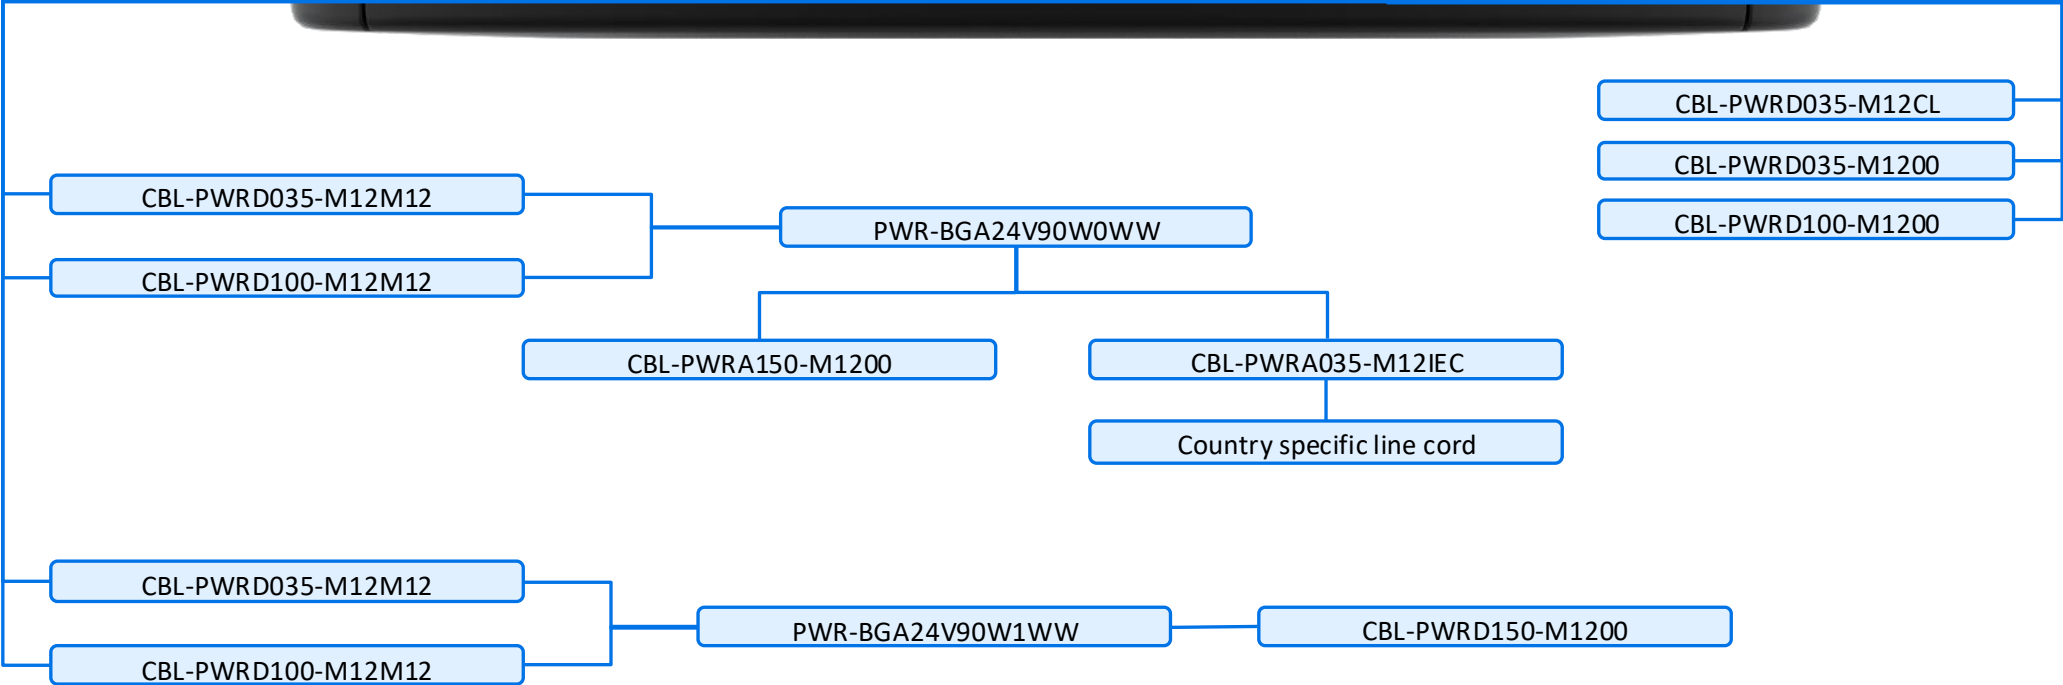 CBL-PWRD035-M12CL
CBL-PWRD035-M1200
CBL-PWRD100-M1200
CBL-PWRD035-M12M12
CBL-PWRD100-M12M12
PWR-BGA24V90W0WW
CBL-PWRA150-M1200
CBL-PWRA035-M12IEC
Country specific line cord
CBL-PWRD035-M12M12
CBL-PWRD100-M12M12
PWR-BGA24V90W1WW
CBL-PWRD150-M1200